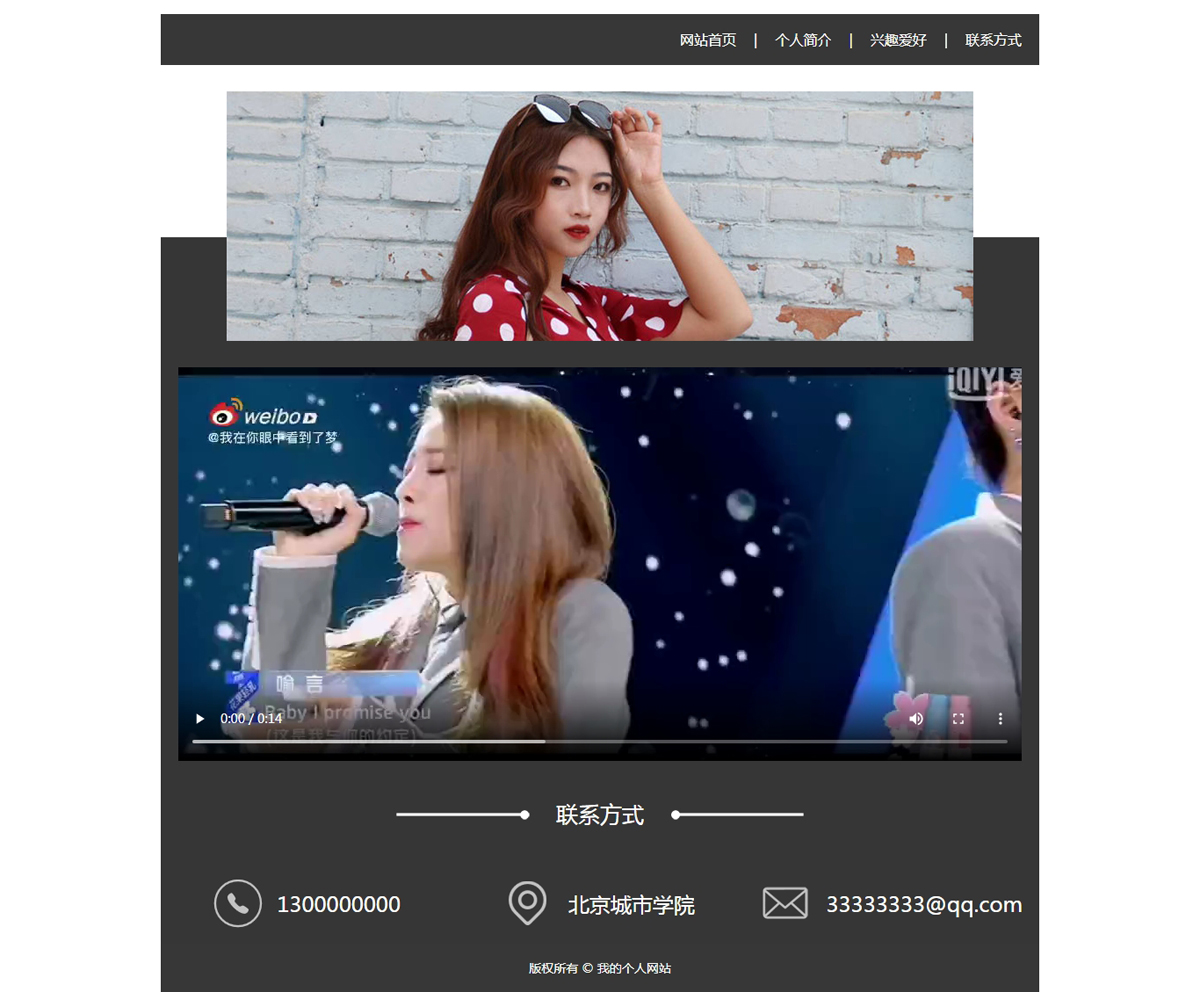 网站首页 | 个人简介 | 兴趣爱好 | 联系方式
iQIYI
weibo
@我在你眼中看到了梦
喻言
Baby I promise you
(这是我与你的约定)
0:00 / 0:14
联系方式
1300000000 北京城市学院 33333333@qq.com
版权所有 © 我的个人网站